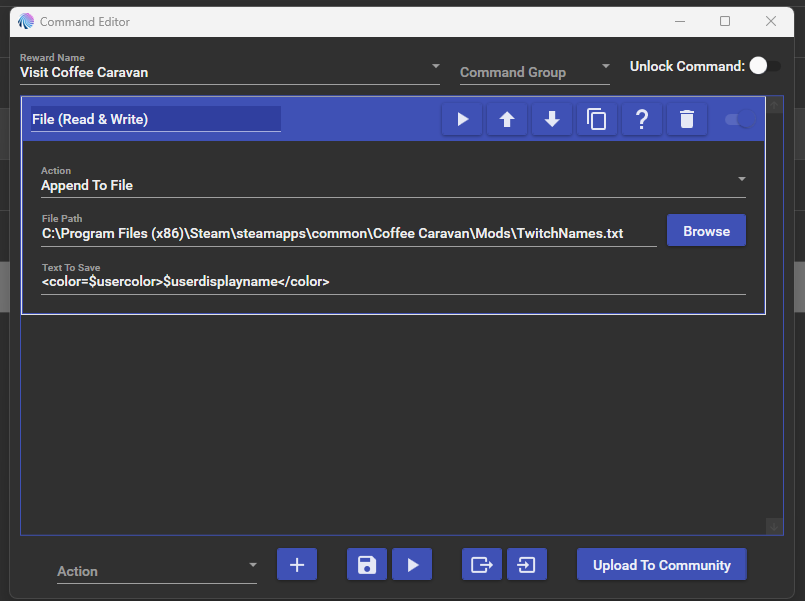 Command Editor
Reward Name
Visit Coffee Caravan
Command Group
Unlock Command:
File (Read & Write)
?
Action
Append To File
File Path
C:\Program Files (x86)\Steam\steamapps\common\Coffee Caravan\Mods\TwitchNames.txt
Browse
Text To Save
<color=$usercolor>$userdisplayname</color>
Action
Upload To Community